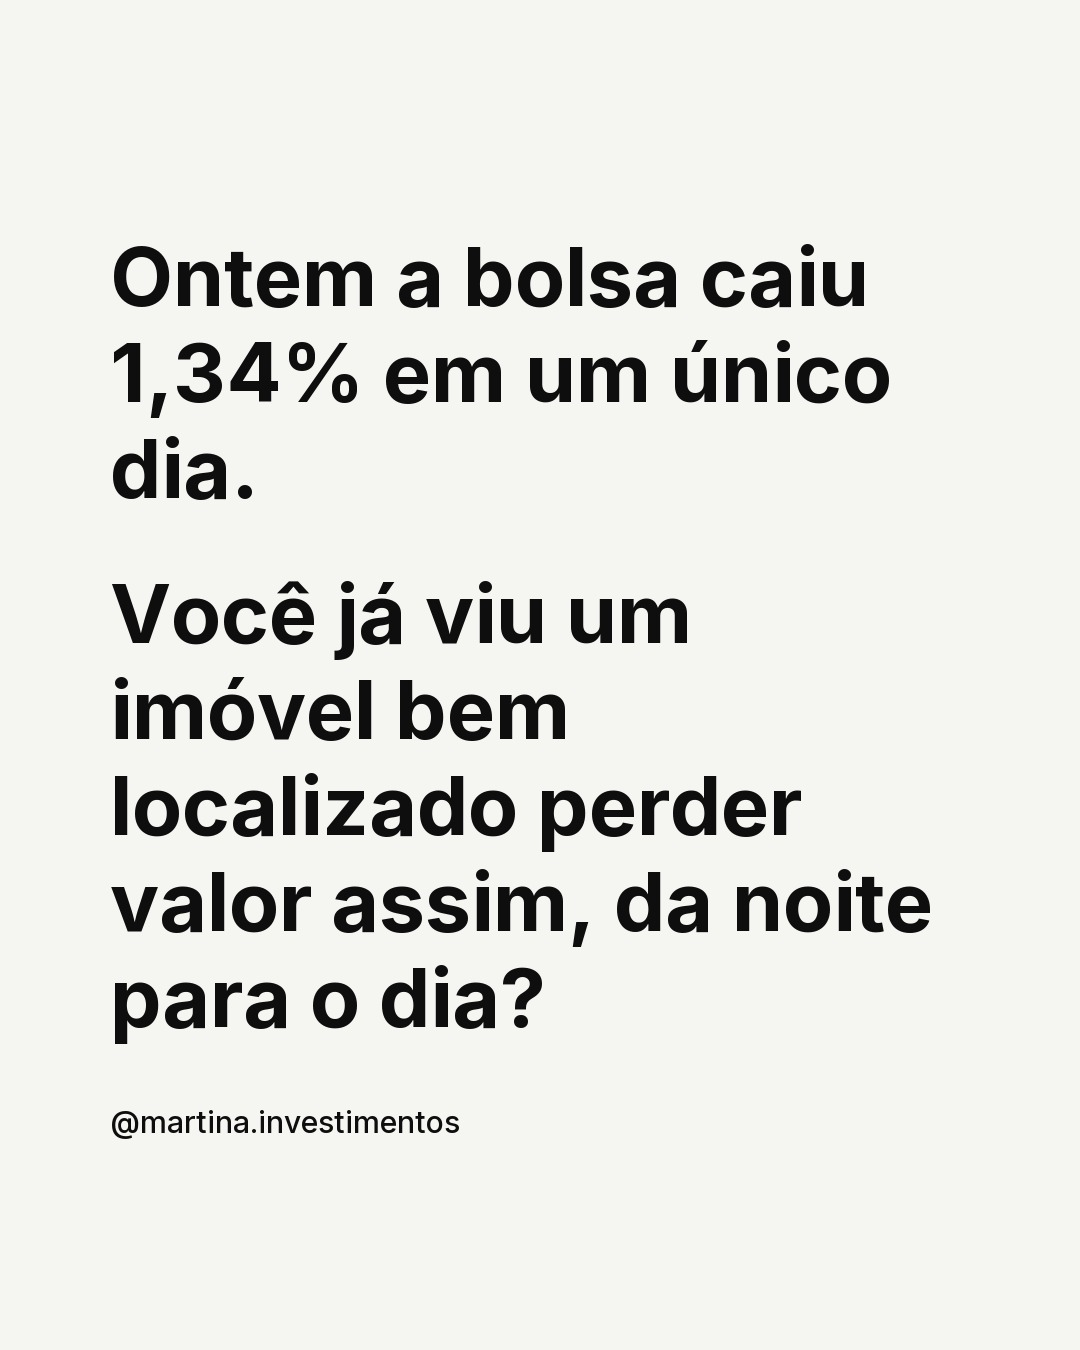 Ontem a bolsa caiu
1,34% em um único
dia.
Você já viu um
imóvel bem
localizado perder
valor assim, da noite
para o dia?
@martina.investimentos